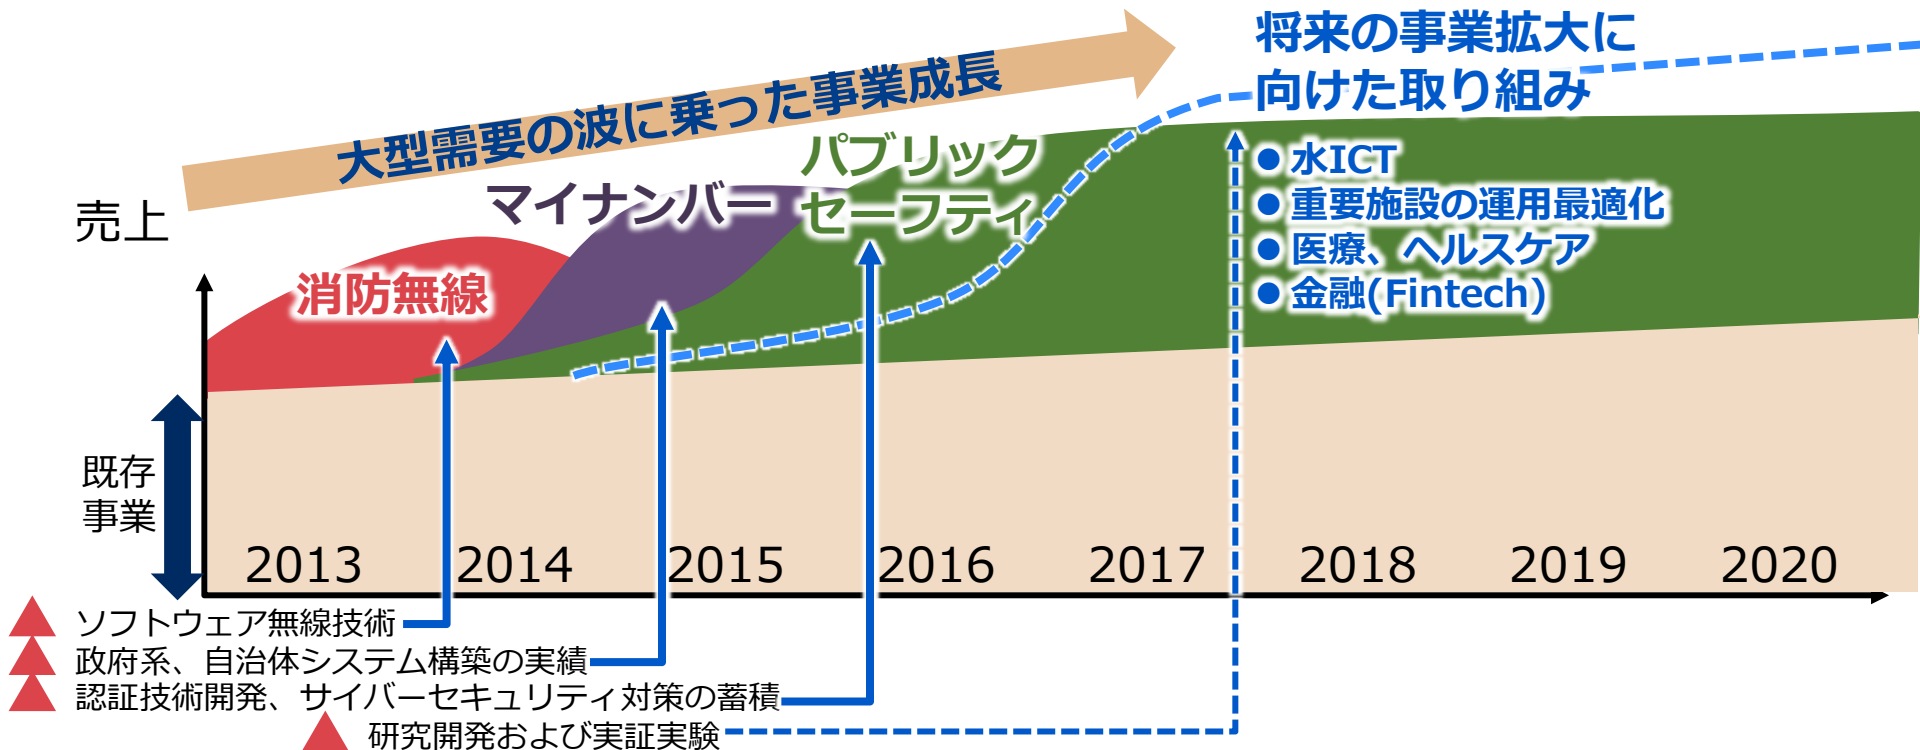 将来の事業拡大に
向けた取り組み
大型需要の波に乗った事業成長
パブリック
セーフティ
マイナンバー
消防無線
● 水ICT
● 重要施設の運用最適化
● 医療、ヘルスケア
● 金融(Fintech)
売上
既存
事業
2013 2014 2015 2016 2017 2018 2019 2020
ソフトウェア無線技術
政府系、自治体システム構築の実績
認証技術開発、サイバーセキュリティ対策の蓄積
研究開発および実証実験